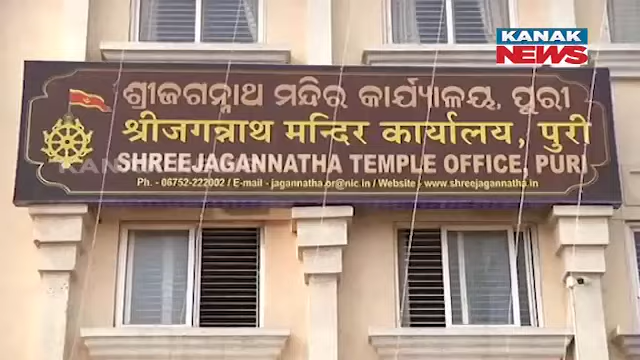 KANAK
NEWS
ଶ୍ରୀଜଗନ୍ନାଥ ମନ୍ଦିର କାର୍ଯ୍ୟାଳୟ, ପୁରୀ
श्रीजगन्नाथ मन्दिर कार्यालय, पुरी
SHREEJAGANNATHA TEMPLE OFFICE, PURI
Ph. - 06752-222002 / E-mail - jagannatha.or@nic.in / Website - www.shreejagannatha.in